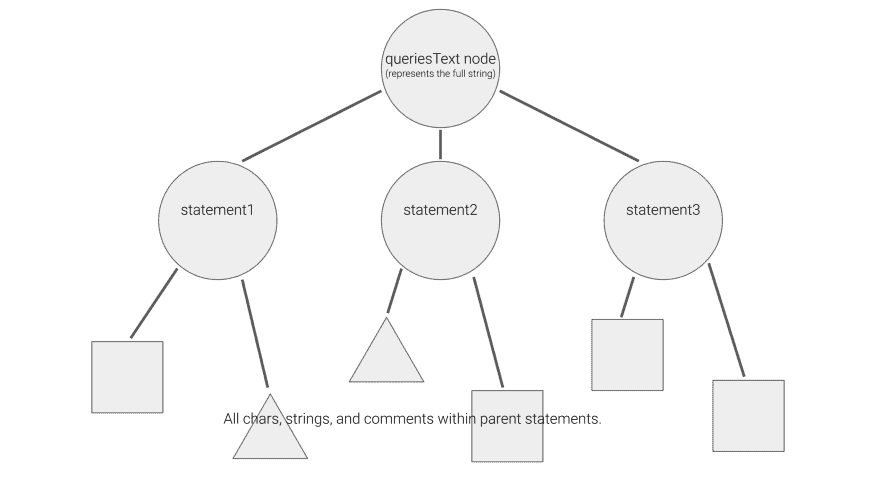 queriesText node
(represents the full string)
statement1
statement2
statement3
All chars, strings, and comments within parent statements.